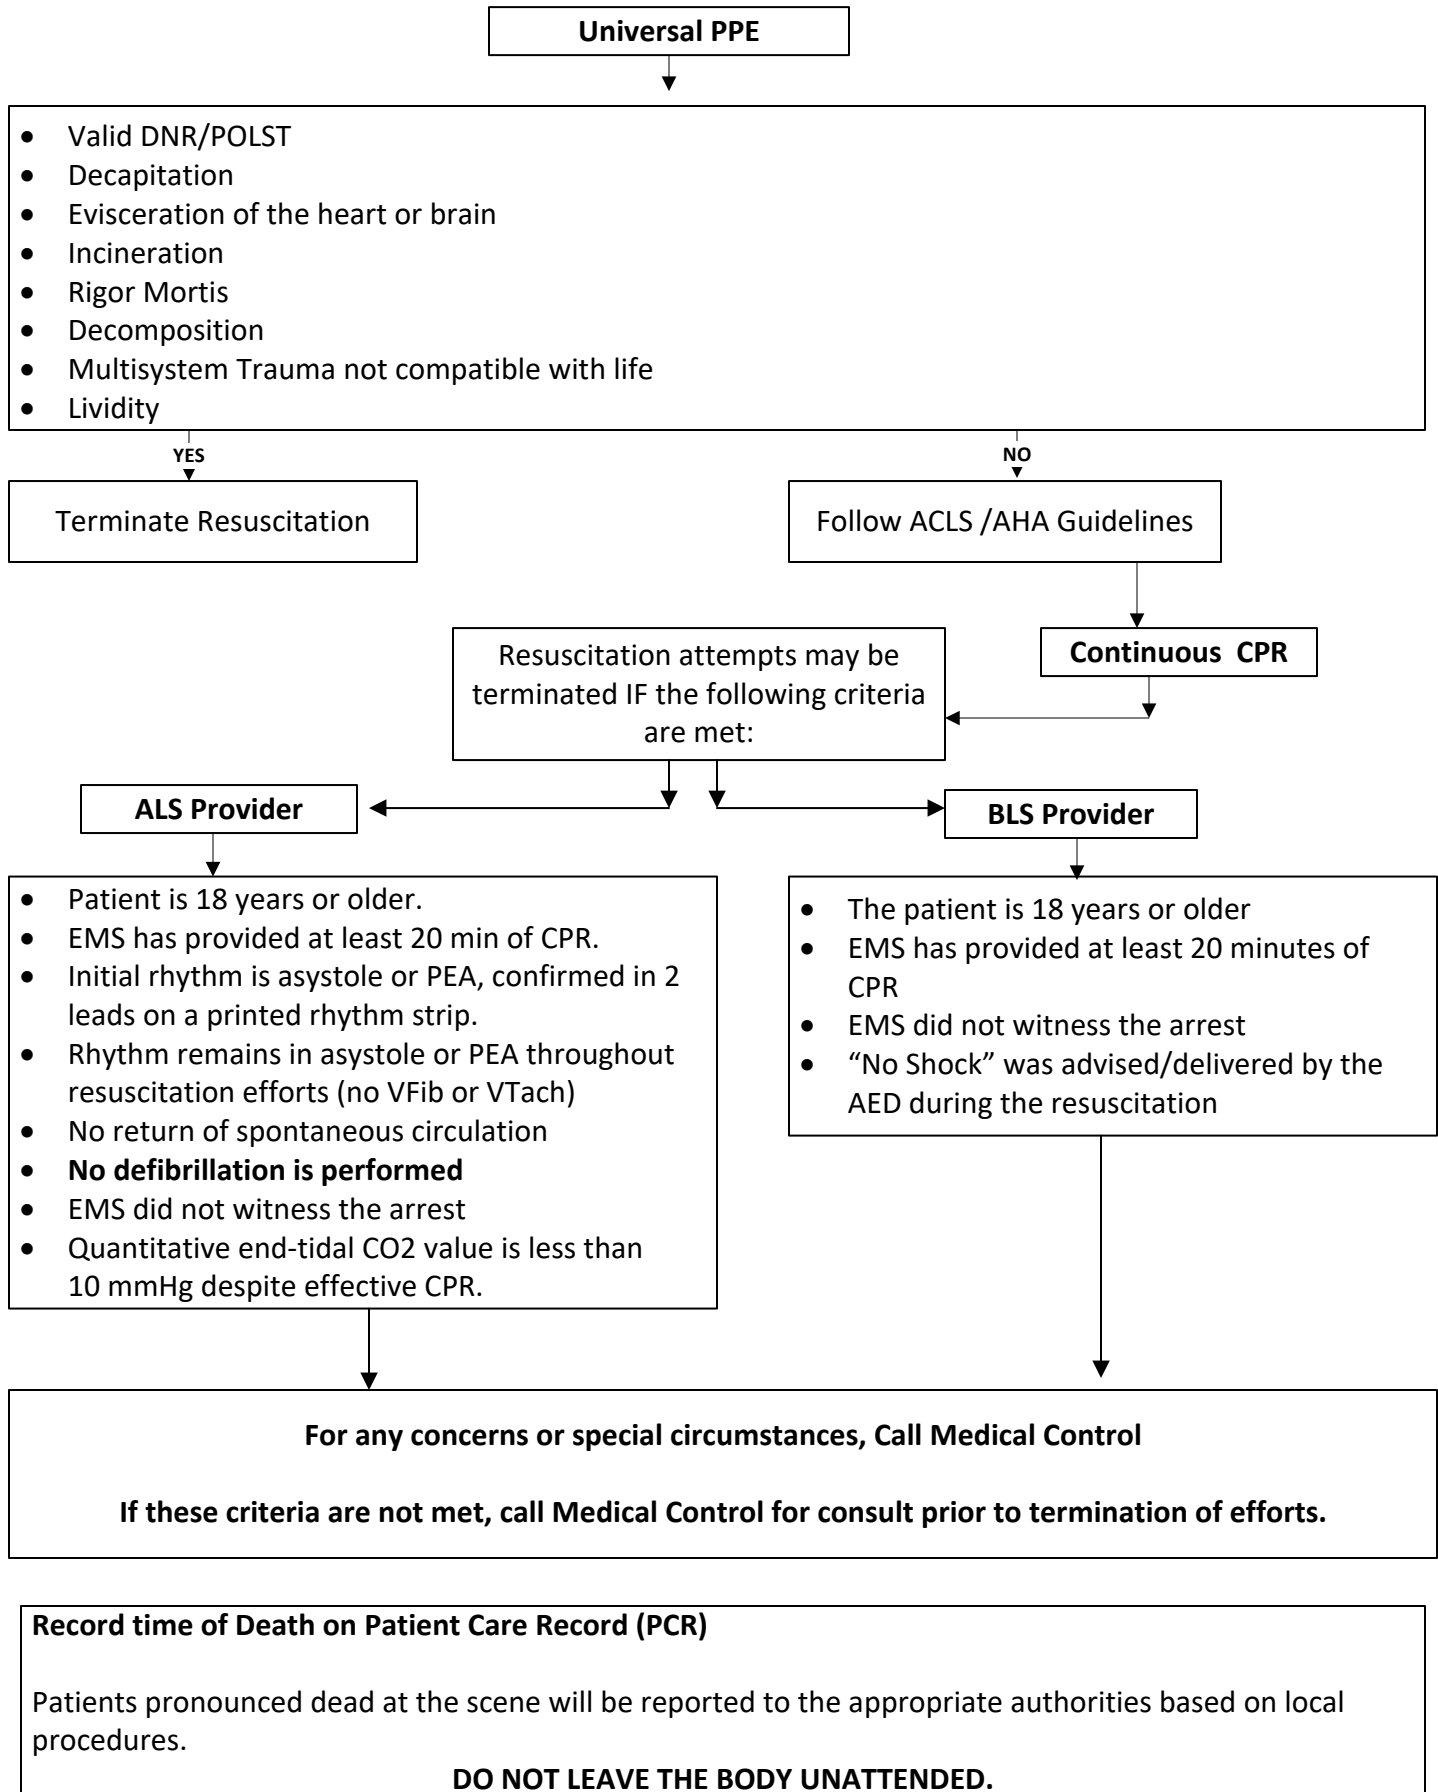 Universal PPE
• Valid DNR/POLST
• Decapitation
• Evisceration of the heart or brain
• Incineration
• Rigor Mortis
• Decomposition
• Multisystem Trauma not compatible with life
• Lividity
YES
NO
Terminate Resuscitation
Follow ACLS /AHA Guidelines
Continuous CPR
Resuscitation attempts may be
terminated IF the following criteria
are met:
ALS Provider
BLS Provider
• Patient is 18 years or older.
• EMS has provided at least 20 min of CPR.
• Initial rhythm is asystole or PEA, confirmed in 2
leads on a printed rhythm strip.
• Rhythm remains in asystole or PEA throughout
resuscitation efforts (no VFib or VTach)
• No return of spontaneous circulation
• No defibrillation is performed
• EMS did not witness the arrest
• Quantitative end-tidal CO2 value is less than
10 mmHg despite effective CPR.
• The patient is 18 years or older
• EMS has provided at least 20 minutes of
CPR
• EMS did not witness the arrest
• “No Shock” was advised/delivered by the
AED during the resuscitation
For any concerns or special circumstances, Call Medical Control
If these criteria are not met, call Medical Control for consult prior to termination of efforts.
Record time of Death on Patient Care Record (PCR)
Patients pronounced dead at the scene will be reported to the appropriate authorities based on local
procedures.
DO NOT LEAVE THE BODY UNATTENDED.